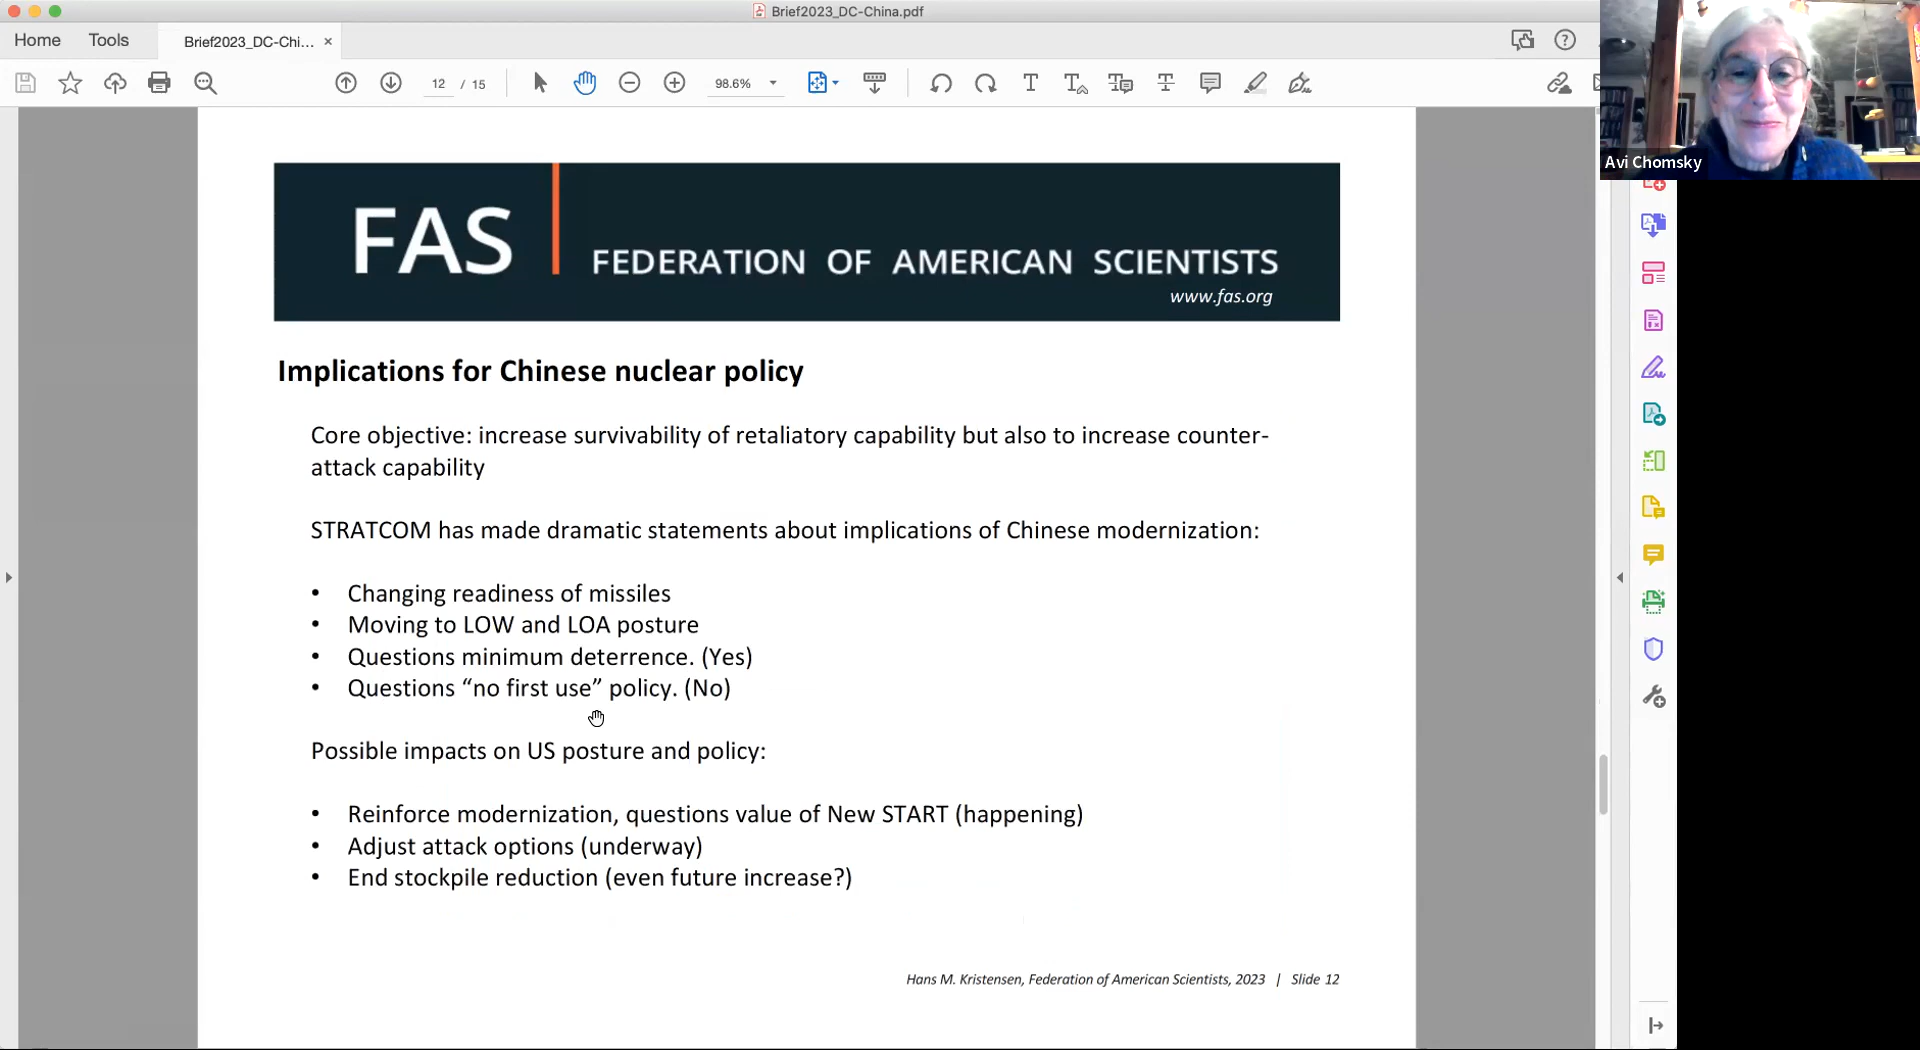 Brief2023_DC-China.pdf
Home
Tools
Brief2023_DC-Chi...
12 / 15
98.6%
Avi Chomsky
FAS
FEDERATION OF AMERICAN SCIENTISTS
www.fas.org
Implications for Chinese nuclear policy
Core objective: increase survivability of retaliatory capability but also to increase counter-
attack capability
STRATCOM has made dramatic statements about implications of Chinese modernization:
• Changing readiness of missiles
• Moving to LOW and LOA posture
• Questions minimum deterrence. (Yes)
• Questions “no first use” policy. (No)
Possible impacts on US posture and policy:
• Reinforce modernization, questions value of New START (happening)
• Adjust attack options (underway)
• End stockpile reduction (even future increase?)
Hans M. Kristensen, Federation of American Scientists, 2023 | Slide 12